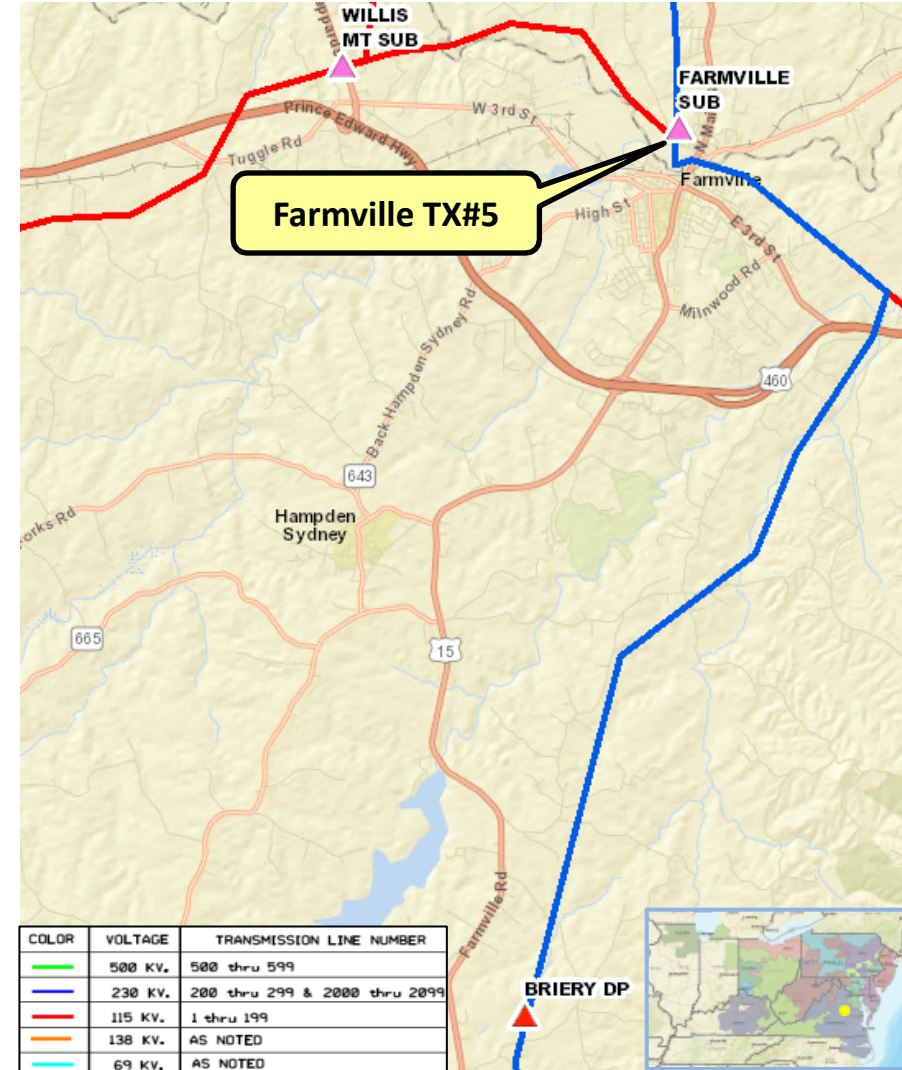 WILLIS
MT SUB
FARMVILLE
SUB
W 3rd St
N Mai
Prince Edward Hwy
Tuggle Rd
Farmville
Farmville TX#5
High St
E 3rd St
Milnwood Rd
Back Hampden Sydney Rd
460
643
Hampden
Sydney
orks Rd
665
15
Farmville Rd
BRIERY DP
COLOR VOLTAGE TRANSMISSION LINE NUMBER
500 KV. 500 thru 599
230 KV. 200 thru 299 & 2000 thru 2099
115 KV. 1 thru 199
138 KV. AS NOTED
69 KV. AS NOTED